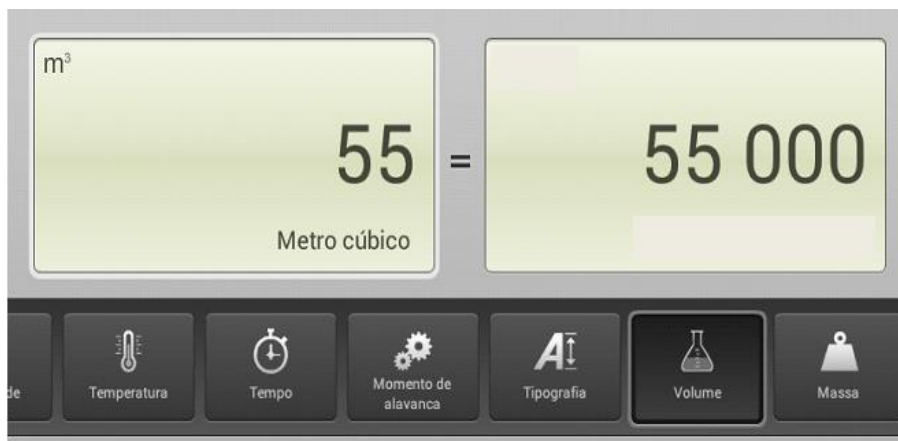 m³
55
Metro cúbico
=
55 000
de
Temperatura
Tempo
Momento de
alavanca
Tipografia
Volume
Massa